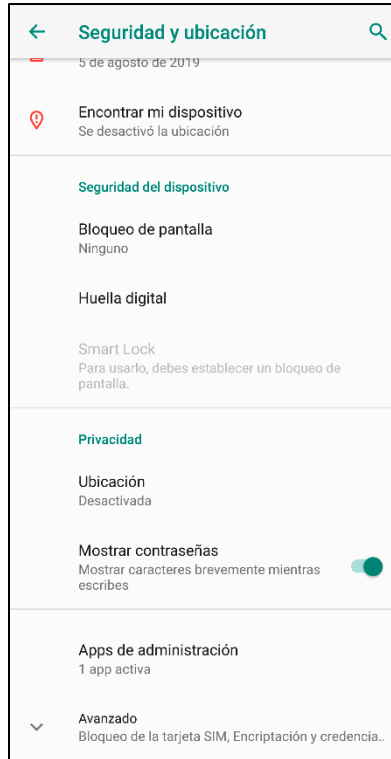 Seguridad y ubicación
5 de agosto de 2019
Encontrar mi dispositivo
Se desactivó la ubicación
Seguridad del dispositivo
Bloqueo de pantalla
Ninguno
Huella digital
Smart Lock
Para usarlo, debes establecer un bloqueo de
pantalla.
Privacidad
Ubicación
Desactivada
Mostrar contraseñas
Mostrar caracteres brevemente mientras
escribes
Apps de administración
1 app activa
Avanzado
Bloqueo de la tarjeta SIM, Encriptación y credencia..